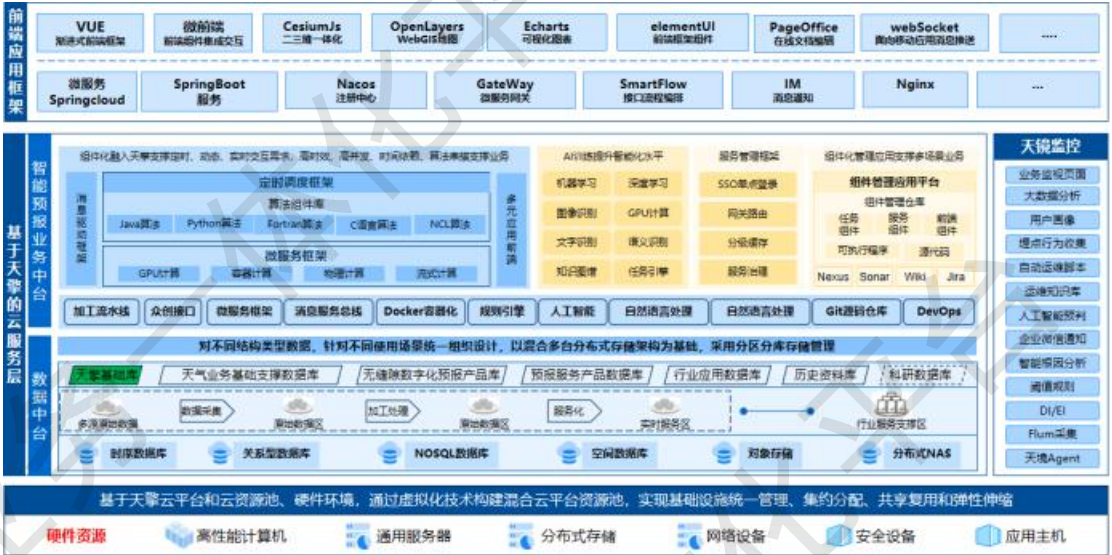 前端应用框架
VUE
渐进式前端框架
微前端
前端组件集成交互
CesiumJs
二三维一体化
OpenLayers
WebGIS地图
Echarts
可视化图表
elementUI
前端框架组件
PageOffice
在线文档编辑
webSocket
面向移动应用消息推送
....
微服务
Springcloud
SpringBoot
服务
Nacos
注册中心
GateWay
微服务网关
SmartFlow
接口流程编排
IM
消息通知
Nginx
...
基于天擎的云服务层
智能预报业务中台
组件化融入天擎支撑定时、动态、实时交互需求，高时效、高并发、时间依赖、算法集编支撑业务
消息驱动框架
定时调度框架
算法组件库
Java算法
Python算法
Fortran算法
C语言算法
NCL算法
微服务框架
GPU计算
容器计算
物理计算
流式计算
多元应用前端
AI训练提升智能化水平
机器学习
深度学习
图像识别
GPU计算
文字识别
语义识别
知识图谱
任务引擎
服务管理框架
SSO单点登录
网关路由
分级缓存
服务治理
组件化管理应用支撑多场景业务
组件管理应用平台
组件管理仓库
任务组件
服务组件
前端组件
可执行程序
源代码
Nexus
Sonar
Wiki
Jira
加工流水线
众创接口
微服务框架
消息服务总线
Docker容器化
规则引擎
人工智能
自然语言处理
自然语言处理
Git源码仓库
DevOps
数据中台
对不同结构类型数据，针对不同使用场景统一组织设计，以混合多台分布式存储架构为基础，采用分区分库存储管理
天擎基础库
天气业务基础支撑数据库
无缝隙数字化预报产品库
预报服务产品数据库
行业应用数据库
历史资料库
科研数据库
多源原始数据
数据采集
原始数据区
加工处理
原始数据区
服务化
实时服务区
行业服务支撑区
时序数据库
关系型数据库
NOSQL数据库
空间数据库
对象存储
分布式NAS
天镜监控
业务监视页面
大数据分析
用户画像
埋点行为收集
自动运维脚本
运维知识库
人工智能预判
企业微信通知
智能根因分析
阈值规则
DI/EI
Flum采集
天境Agent
基于天擎云平台和云资源池、硬件环境，通过虚拟化技术构建混合云平台资源池，实现基础设施统一管理、集约分配、共享复用和弹性伸缩
硬件资源
高性能计算机
通用服务器
分布式存储
网络设备
安全设备
应用主机